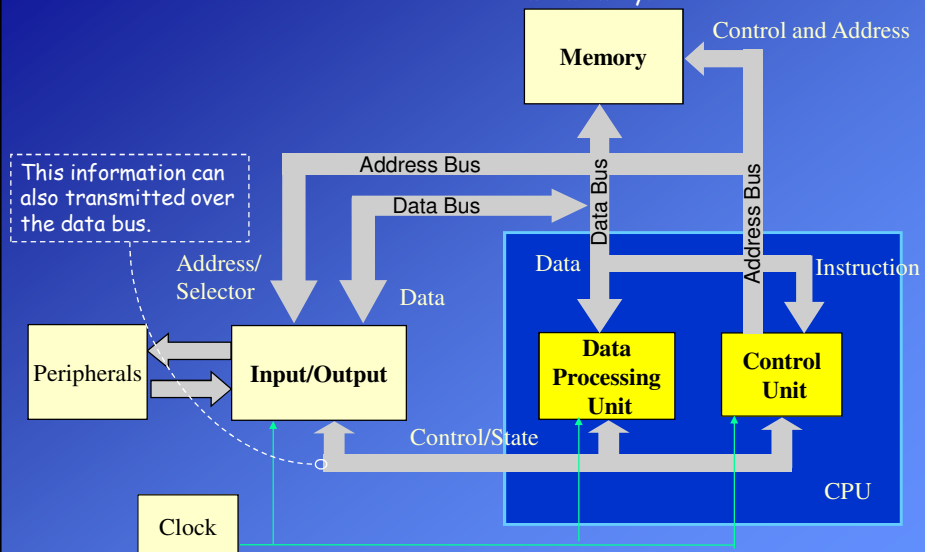 Control and Address
Memory
Address Bus
This information can
also transmitted over
the data bus.
Data Bus
Data Bus
Address Bus
Address/
Selector
Data
Data
Instruction
Peripherals
Input/Output
Data
Processing
Unit
Control
Unit
Control/State
CPU
Clock